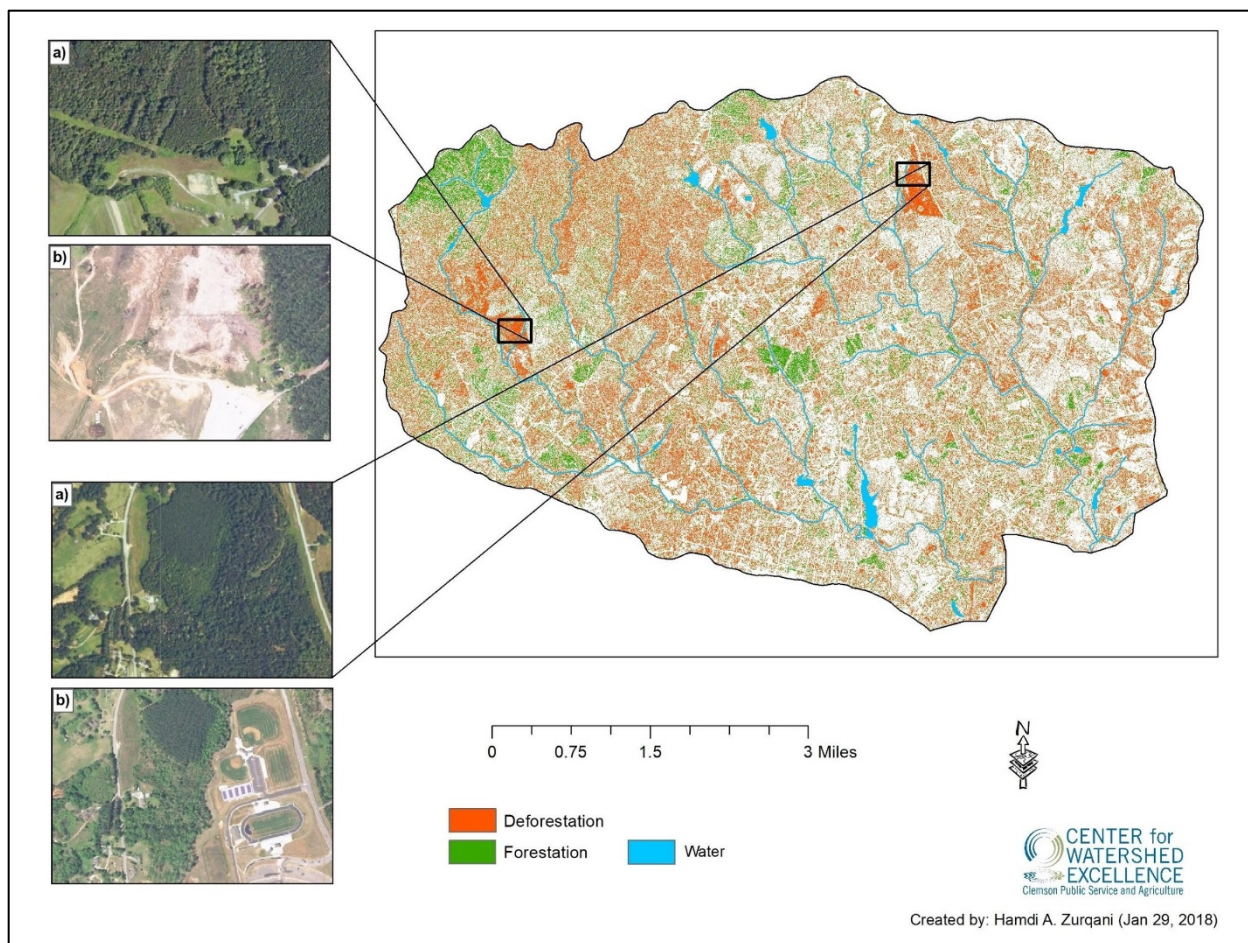 a)
b)
a)
b)
0 0.75 1.5 3 Miles
N
Deforestation
Forestation
Water
CENTER for
WATERSHED
EXCELLENCE
Clemson Public Service and Agriculture
Created by: Hamdi A. Zurqani (Jan 29, 2018)